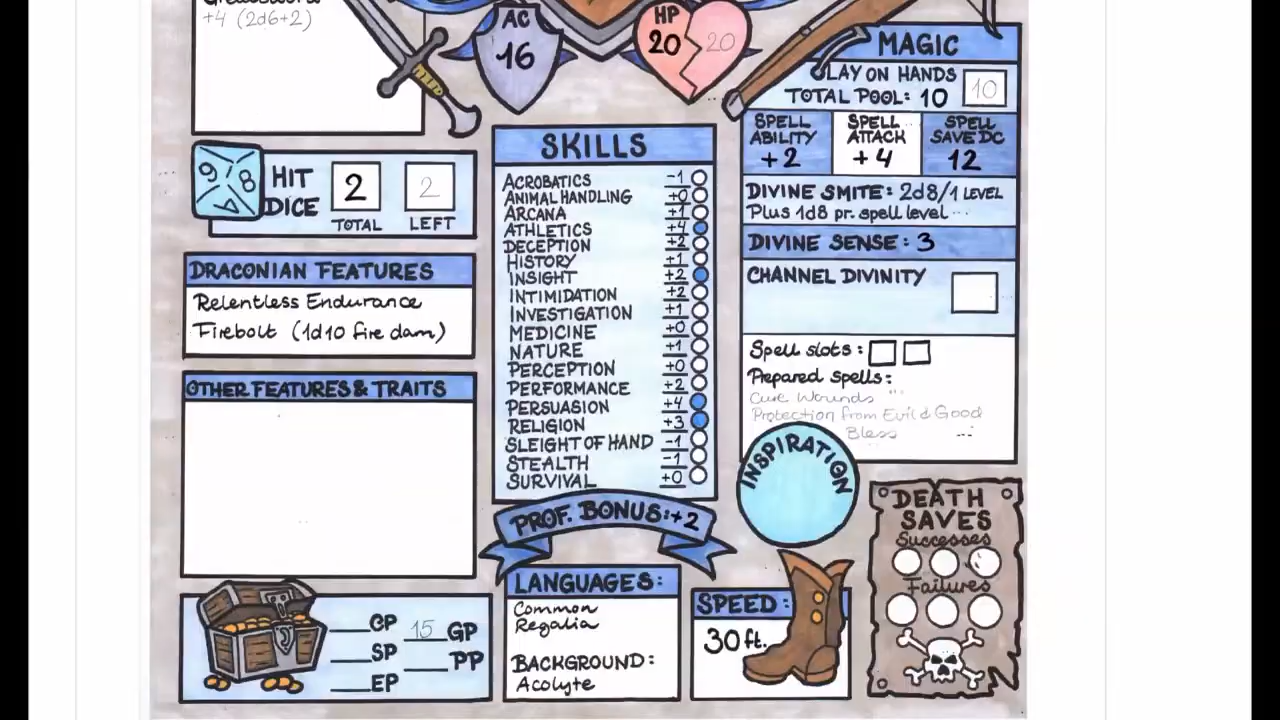 +4 (2d6+2)
AC
16
HP
20 20
MAGIC
LAY ON HANDS
TOTAL POOL: 10
10
SPELL ABILITY +2
SPELL ATTACK +4
SPELL SAVE DC 12
DIVINE SMITE: 2d8/1 LEVEL
Plus 1d8 pr. spell level
DIVINE SENSE: 3
CHANNEL DIVINITY
Spell slots:
Prepared spells:
Cure Wounds
Protection from Evil & Good
Bless
9 8
HIT
DICE
2
TOTAL
2
LEFT
DRACONIAN FEATURES
Relentless Endurance
Firebolt (1d10 fire dam)
OTHER FEATURES & TRAITS
SKILLS
ACROBATICS -1
ANIMAL HANDLING +0
ARCANA +1
ATHLETICS +4
DECEPTION +2
HISTORY +1
INSIGHT +2
INTIMIDATION +2
INVESTIGATION +1
MEDICINE +0
NATURE +1
PERCEPTION +0
PERFORMANCE +2
PERSUASION +4
RELIGION +3
SLEIGHT OF HAND -1
STEALTH -1
SURVIVAL +0
PROF. BONUS: +2
INSPIRATION
DEATH
SAVES
Successes
Failures
CP 15 GP
SP PP
EP
LANGUAGES:
Common
Regalia
BACKGROUND:
Acolyte
SPEED:
30 ft.